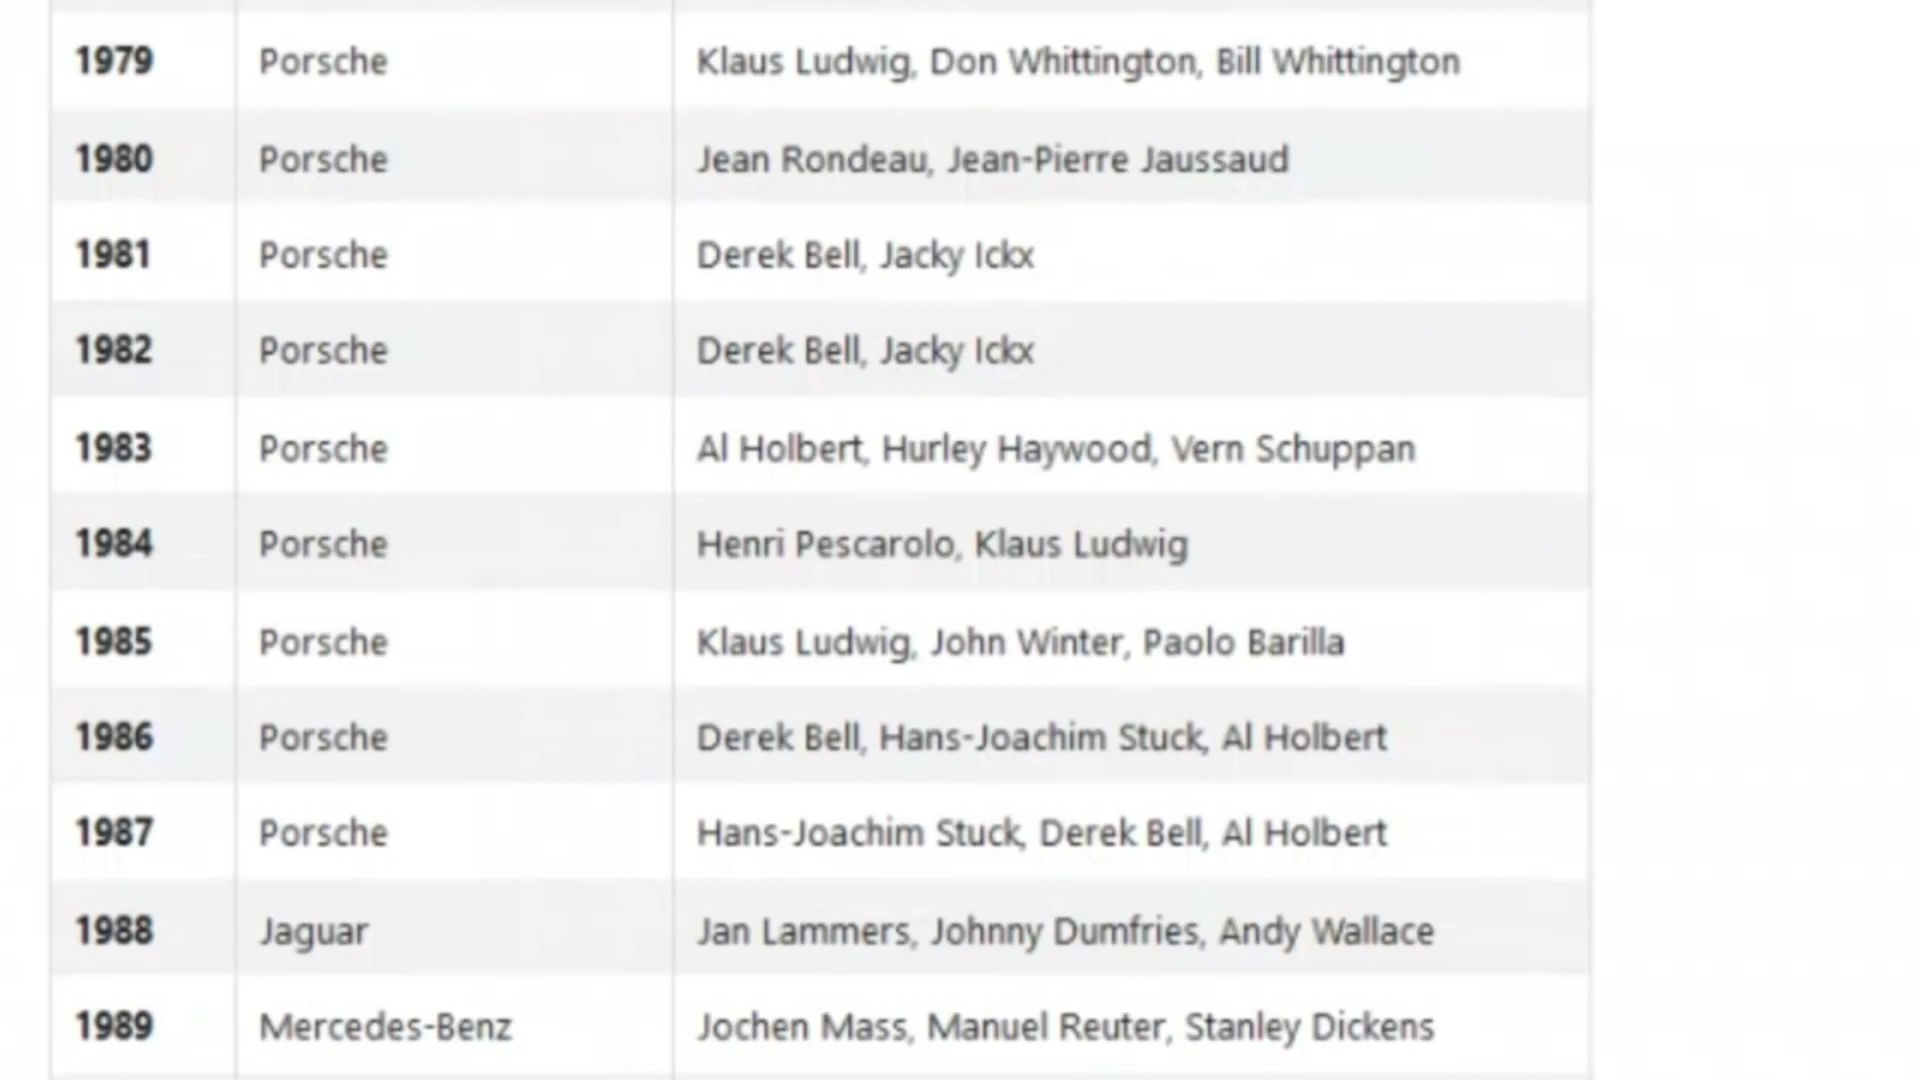 1979 Porsche Klaus Ludwig, Don Whittington, Bill Whittington
1980 Porsche Jean Rondeau, Jean-Pierre Jaussaud
1981 Porsche Derek Bell, Jacky Ickx
1982 Porsche Derek Bell, Jacky Ickx
1983 Porsche Al Holbert, Hurley Haywood, Vern Schuppan
1984 Porsche Henri Pescarolo, Klaus Ludwig
1985 Porsche Klaus Ludwig, John Winter, Paolo Barilla
1986 Porsche Derek Bell, Hans-Joachim Stuck, Al Holbert
1987 Porsche Hans-Joachim Stuck, Derek Bell, Al Holbert
1988 Jaguar Jan Lammers, Johnny Dumfries, Andy Wallace
1989 Mercedes-Benz Jochen Mass, Manuel Reuter, Stanley Dickens